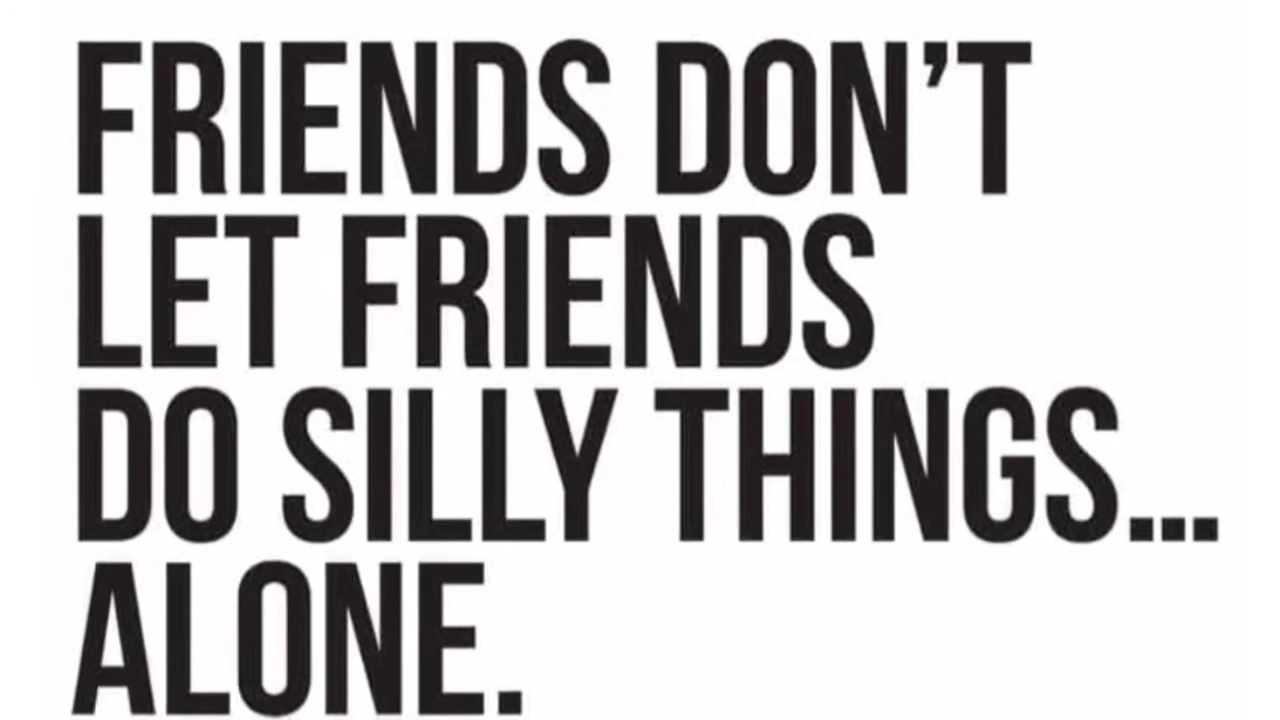 FRIENDS DON’T
LET FRIENDS
DO SILLY THINGS...
ALONE.